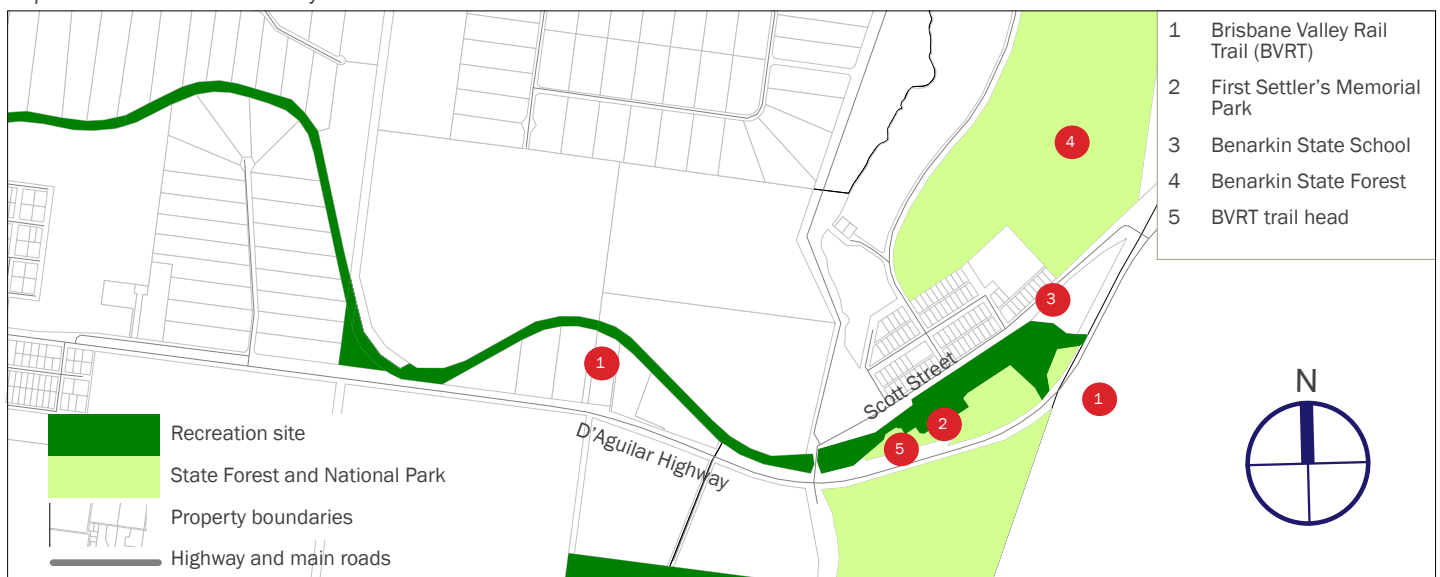 1 Brisbane Valley Rail
Trail (BVRT)
2 First Settler's Memorial
Park
3 Benarkin State School
4 Benarkin State Forest
5 BVRT trail head
4
3
1
1
2
5
Scott Street
D'Aguilar Highway
N
Recreation site
State Forest and National Park
Property boundaries
Highway and main roads